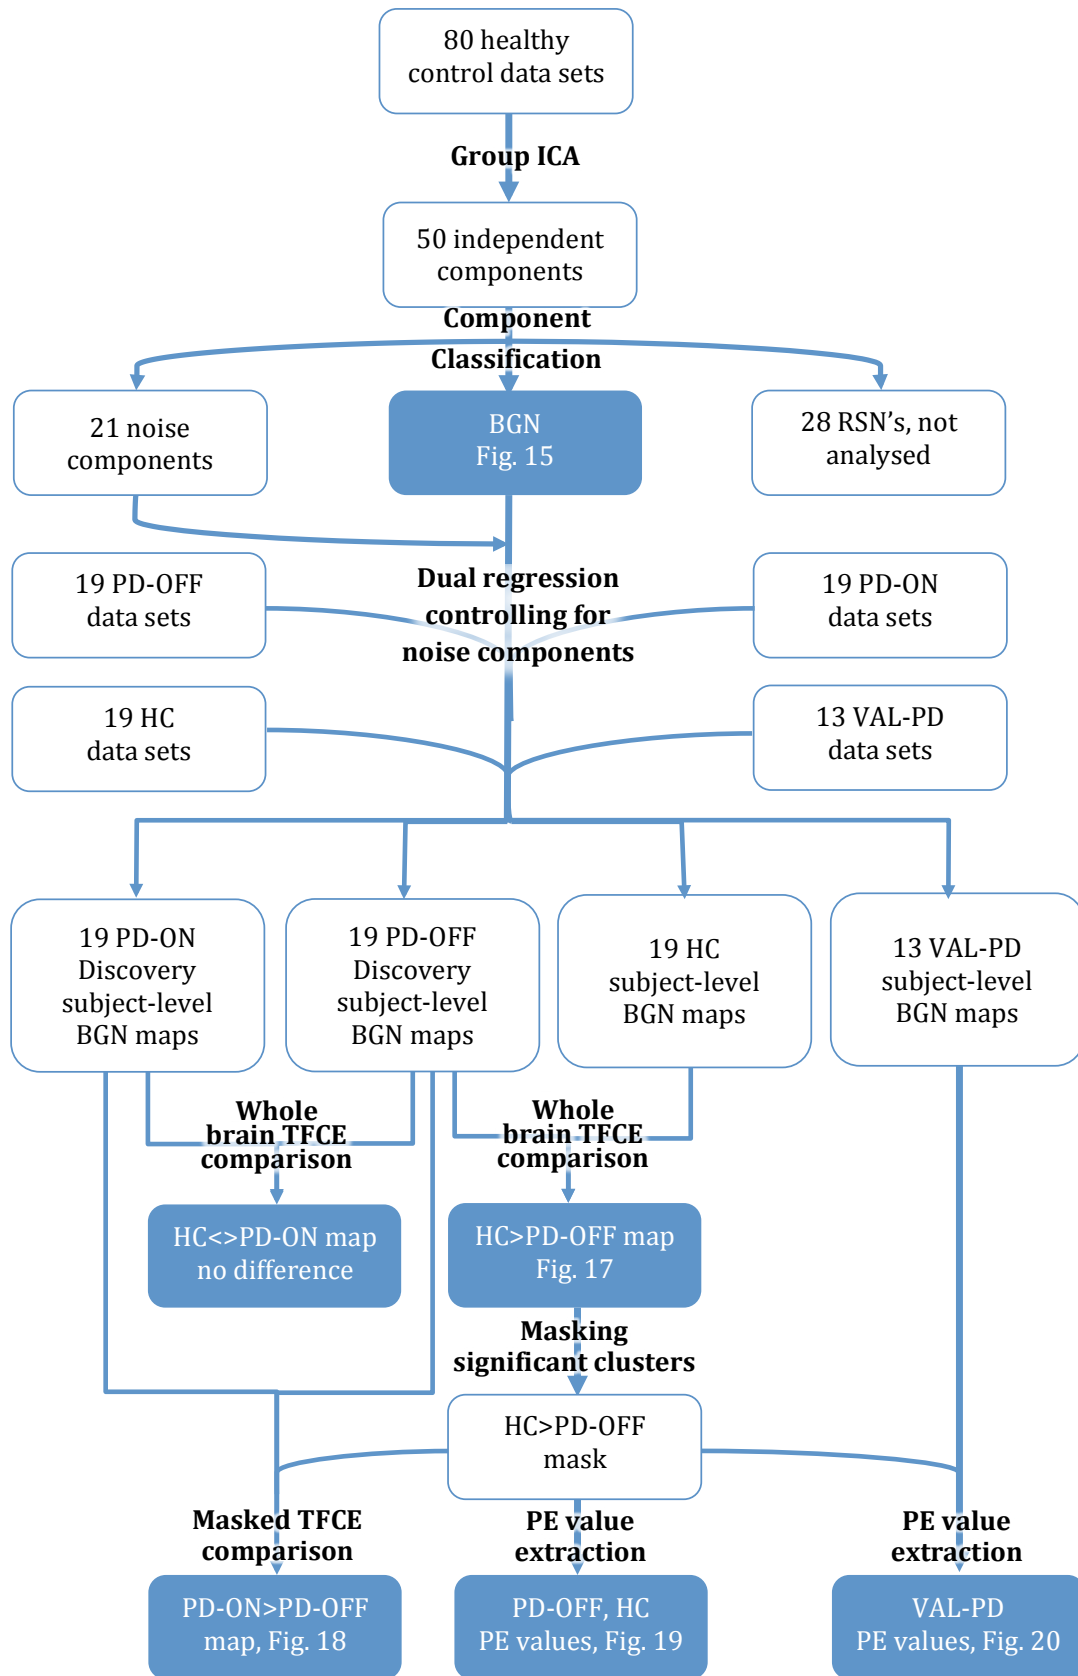 80 healthy
control data sets
Group ICA
50 independent
components
Component
Classification
21 noise
components
BGN
Fig. 15
28 RSN's, not
analysed
19 PD-OFF
data sets
Dual regression
controlling for
noise components
19 PD-ON
data sets
19 HC
data sets
13 VAL-PD
data sets
19 PD-ON
Discovery
subject-level
BGN maps
19 PD-OFF
Discovery
subject-level
BGN maps
19 HC
subject-level
BGN maps
13 VAL-PD
subject-level
BGN maps
Whole
brain TFCE
comparison
Whole
brain TFCE
comparison
HC<>PD-ON map
no difference
HC>PD-OFF map
Fig. 17
Masking
significant clusters
HC>PD-OFF
mask
Masked TFCE
comparison
PE value
extraction
PE value
extraction
PD-ON>PD-OFF
map, Fig. 18
PD-OFF, HC
PE values, Fig. 19
VAL-PD
PE values, Fig. 20